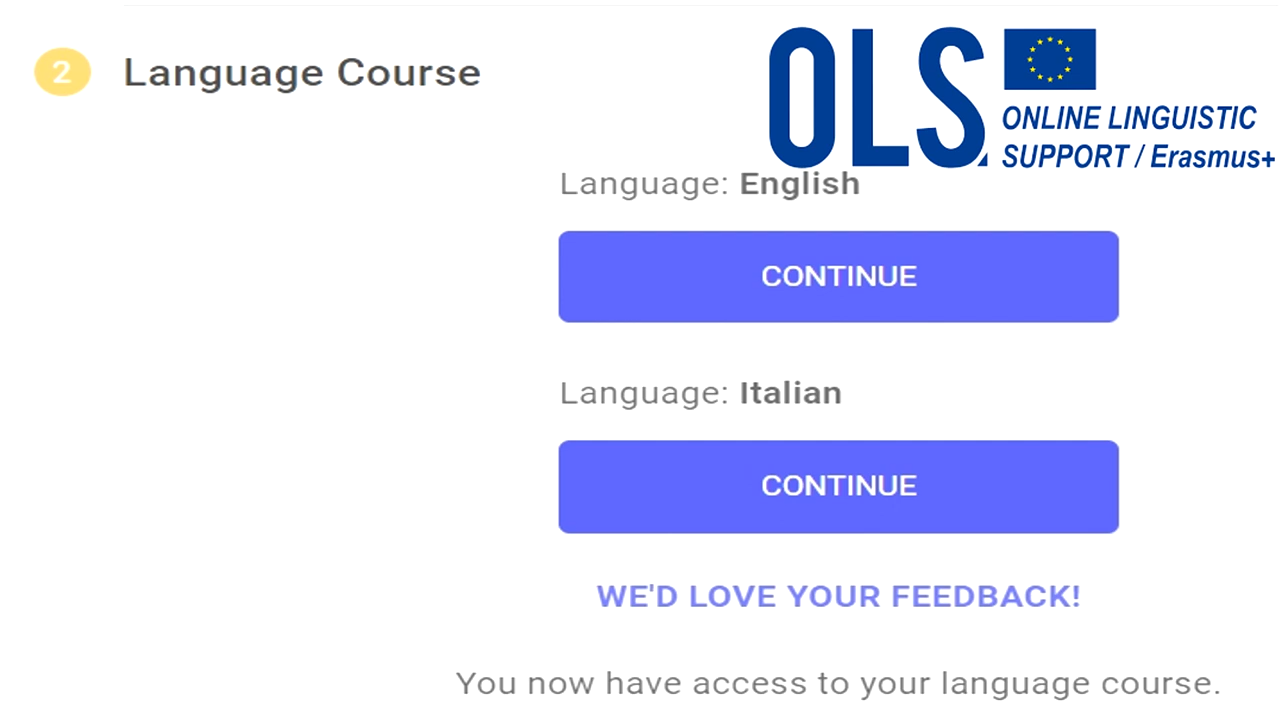 2 Language Course
OLS
ONLINE LINGUISTIC
SUPPORT / Erasmus+
Language: English
CONTINUE
Language: Italian
CONTINUE
WE'D LOVE YOUR FEEDBACK!
You now have access to your language course.